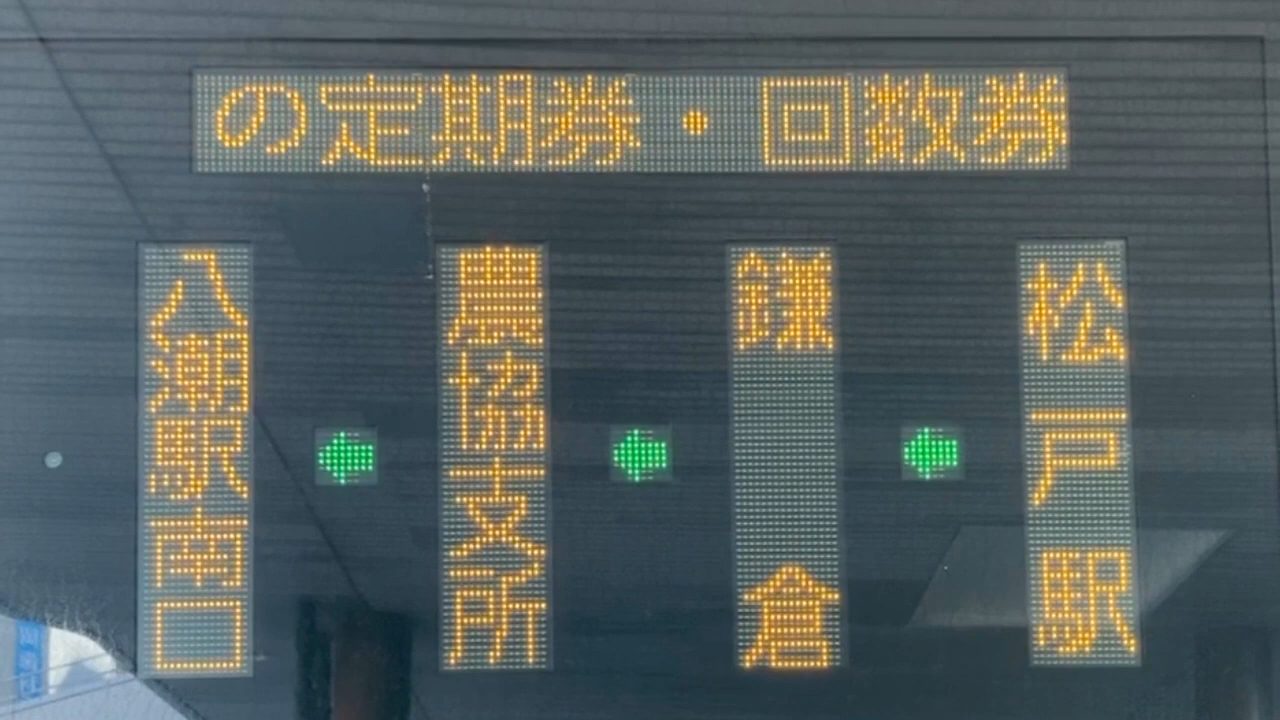 の定期券・回数券
松戸駅
鎌倉
農協支所
八潮駅南口